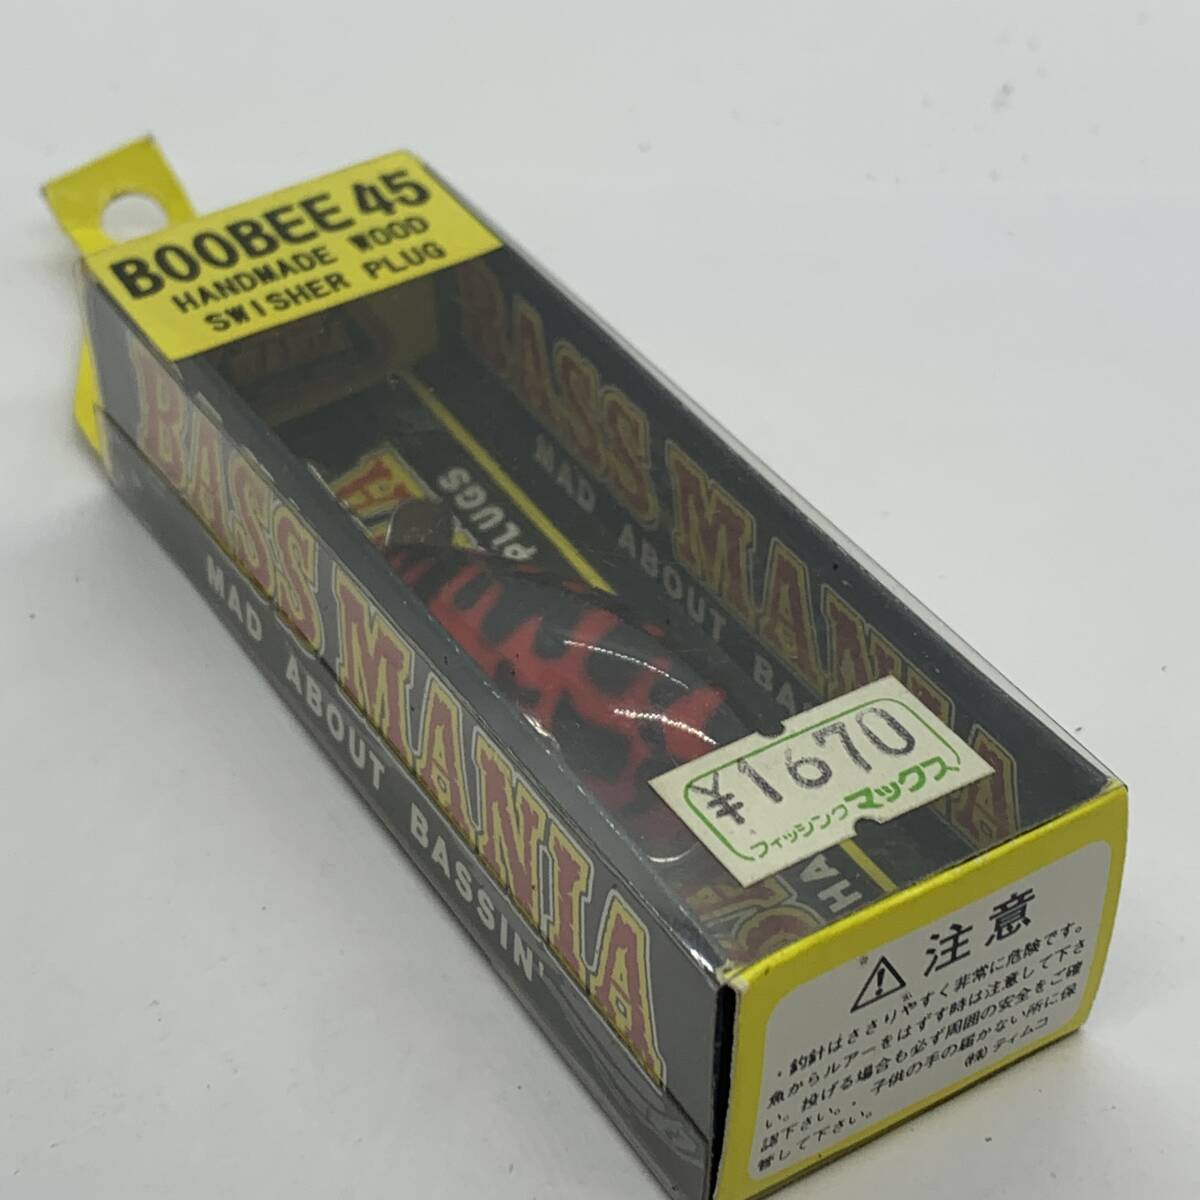 BOOBEE 45
HANDMADE WOOD
SWISHER PLUG
BASS MANIA
MAD ABOUT BASSIN'
BASS MANIA
MAD ABOUT
PLUGS
¥1670
フィッシングマックス
HA
注意
・釣針はささりやすく非常に危険です。
魚からルアーをはずす時は注意して下さ
い。投げる場合も必ず周囲の安全をご確
認下さい。・子供の手の届かない所に保
管して下さい。
(株)ティムコ